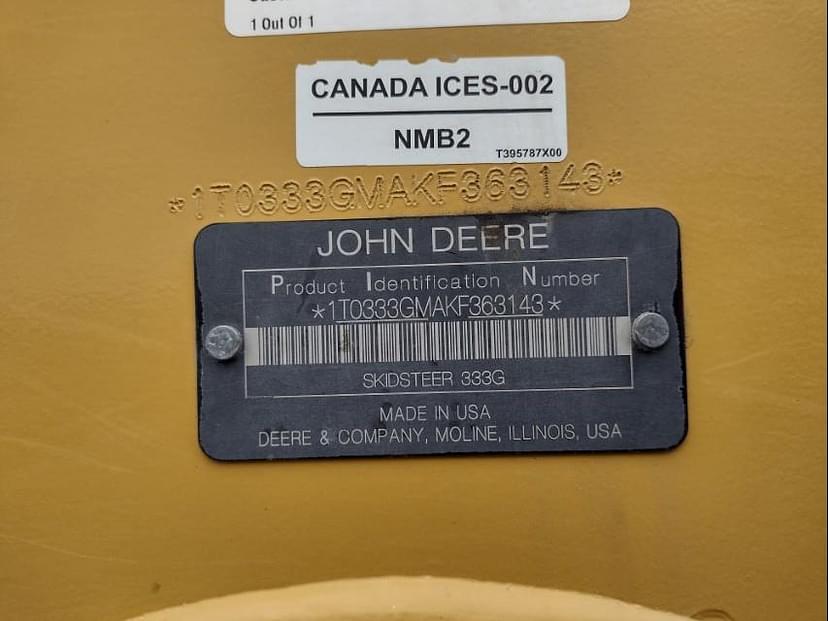 1 Out Of 1
CANADA ICES-002
NMB2
T395787X00
*1T0333GMAKF363143*
JOHN DEERE
Product Identification Number
*1T0333GMAKF363143*
SKIDSTEER 333G
MADE IN USA
DEERE & COMPANY, MOLINE, ILLINOIS, USA